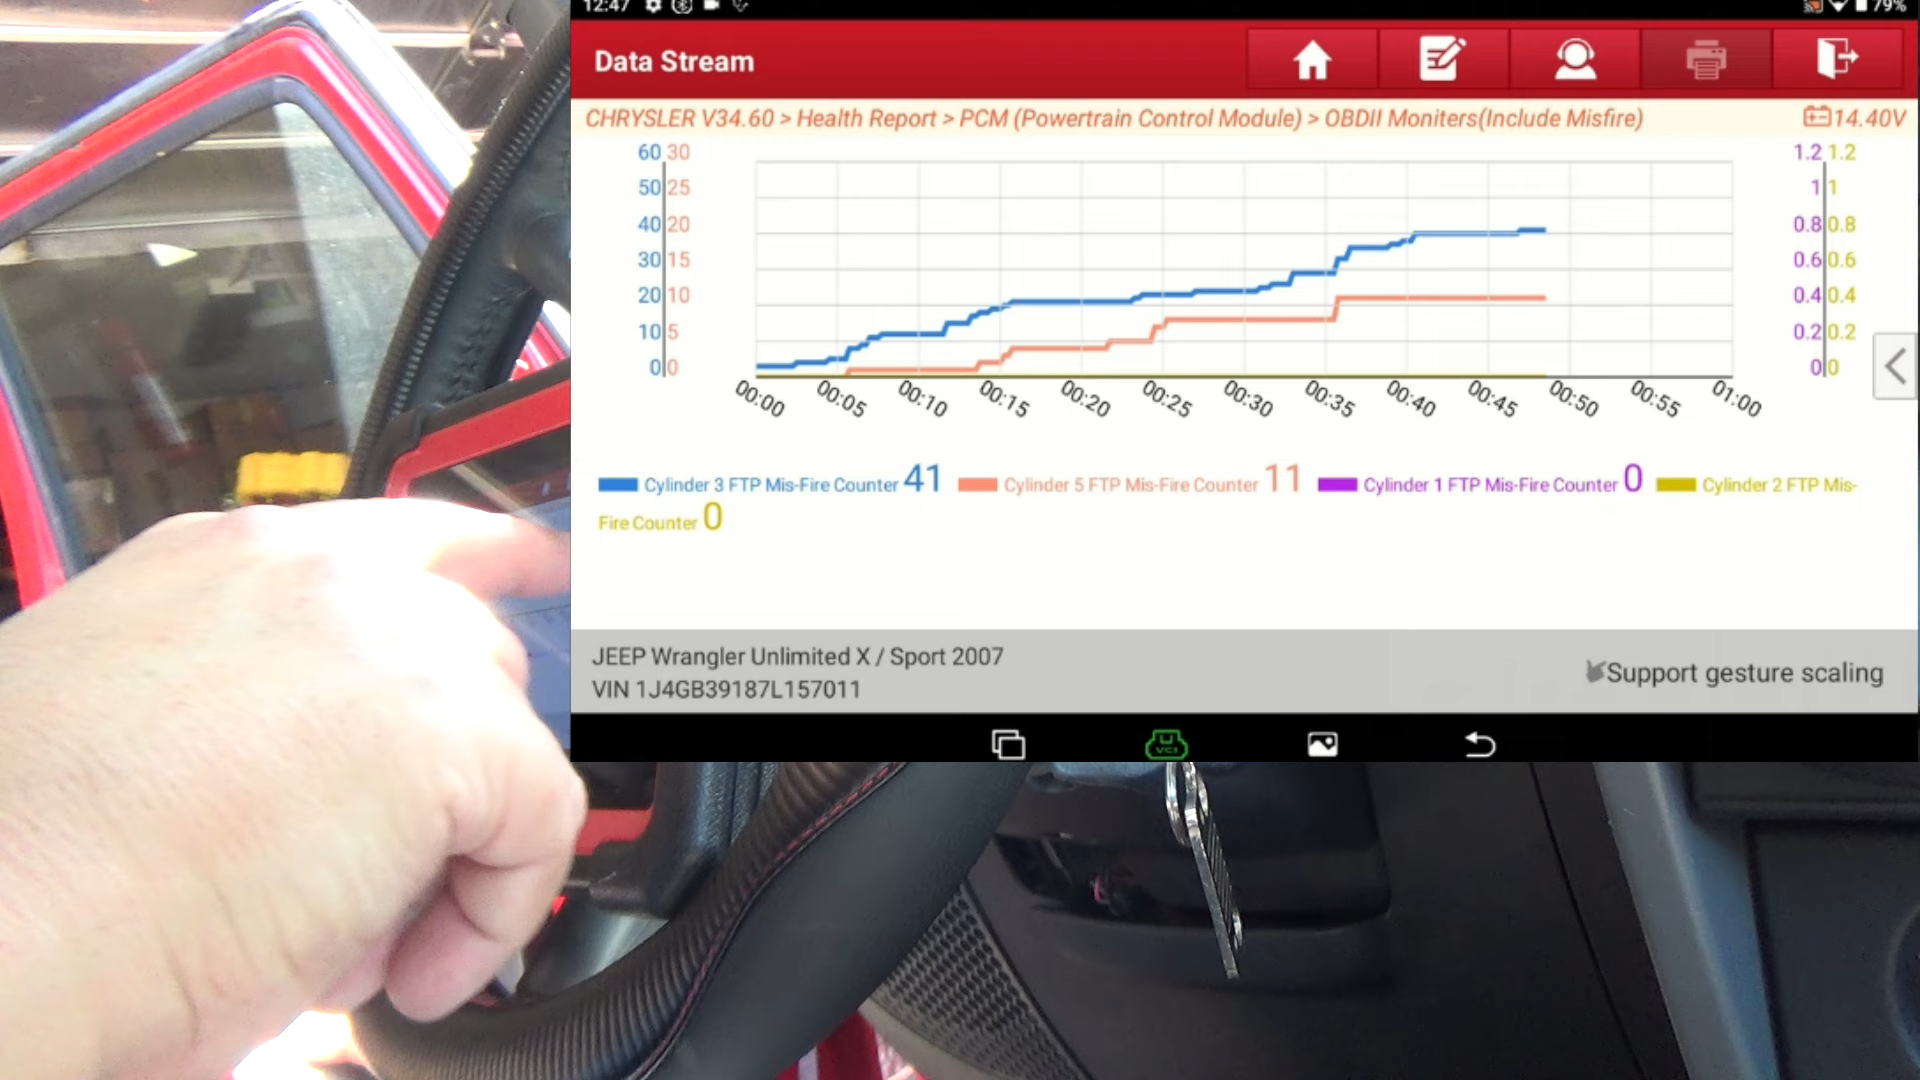 12:47 79%
Data Stream
CHRYSLER V34.60 > Health Report > PCM (Powertrain Control Module) > OBDII Moniters(Include Misfire) 14.40V
60 30 1.2 1.2
50 25 1 1
40 20 0.8 0.8
30 15 0.6 0.6
20 10 0.4 0.4
10 5 0.2 0.2
0 0 0 0
00:00 00:05 00:10 00:15 00:20 00:25 00:30 00:35 00:40 00:45 00:50 00:55 01:00
Cylinder 3 FTP Mis-Fire Counter 41 Cylinder 5 FTP Mis-Fire Counter 11 Cylinder 1 FTP Mis-Fire Counter 0 Cylinder 2 FTP Mis-
Fire Counter 0
JEEP Wrangler Unlimited X / Sport 2007
VIN 1J4GB39187L157011
Support gesture scaling
VCI